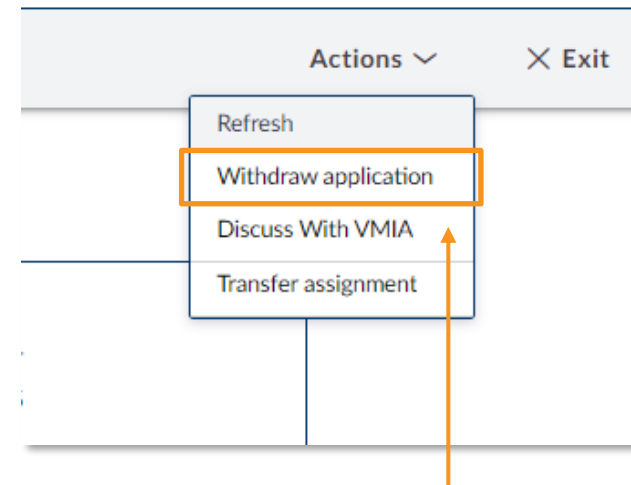 Actions
Exit
Refresh
Withdraw application
Discuss With VMIA
Transfer assignment